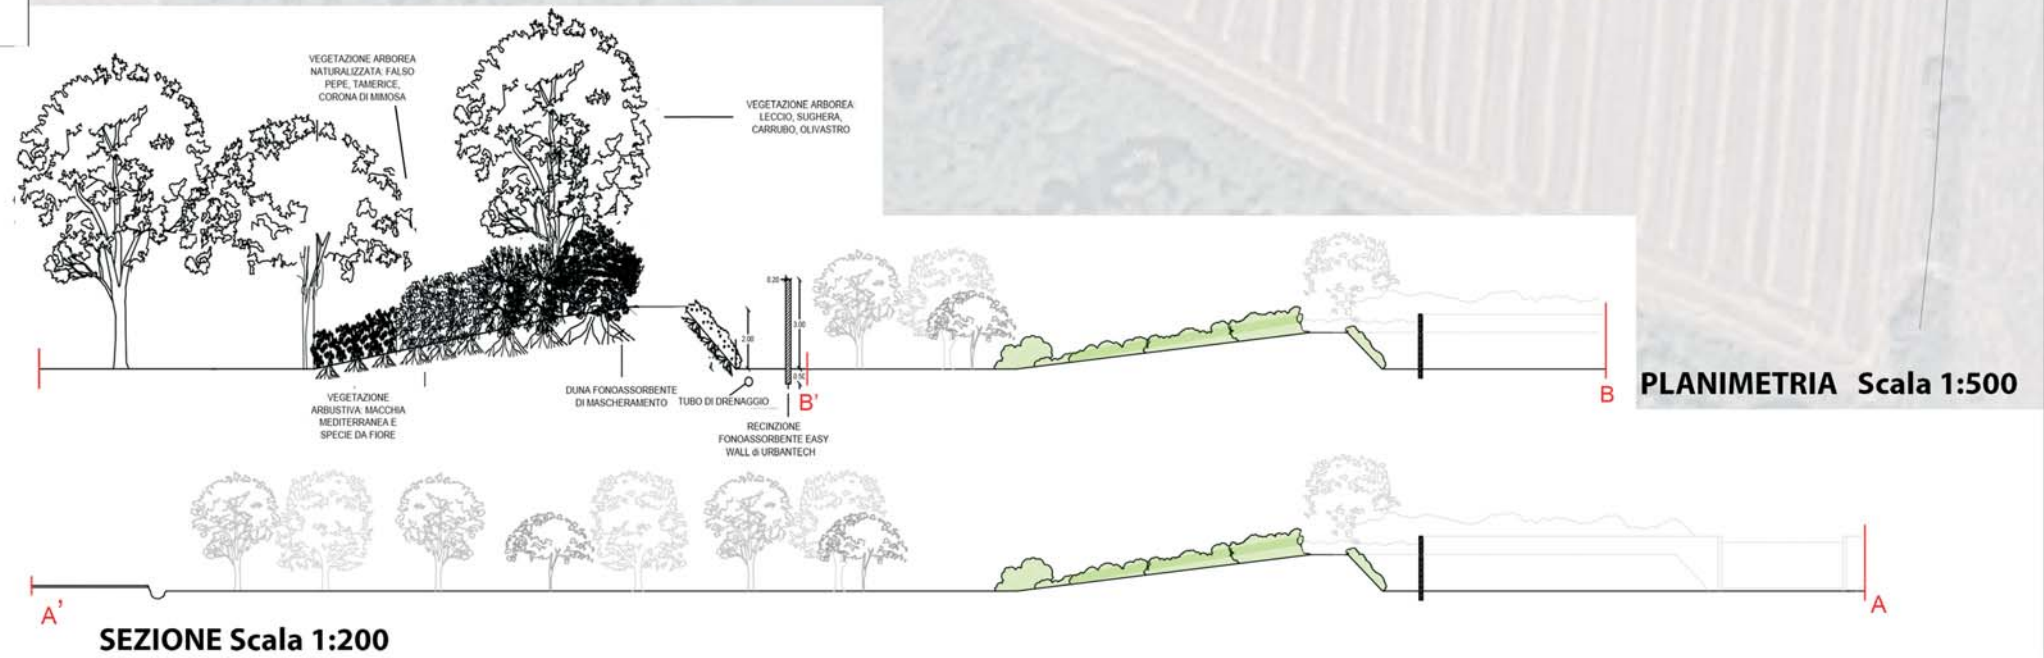 VEGETAZIONE ARBOREA
NATURALIZZATA: FALSO
PEPE, TAMERICE,
CORONA DI MIMOSA
VEGETAZIONE ARBOREA
LECCIO, SUGHERA,
CARRUBO, OLIVASTRO
0.20
3.00
2.00
0.50
VEGETAZIONE
ARBUSTIVA: MACCHIA
MEDITERRANEA E
SPECIE DA FIORE
DUNA FONOASSORBENTE
DI MASCHERAMENTO
TUBO DI DRENAGGIO
B'
RECINZIONE
FONOASSORBENTE EASY
WALL di URBANTECH
B
PLANIMETRIA Scala 1:500
A'
A
SEZIONE Scala 1:200